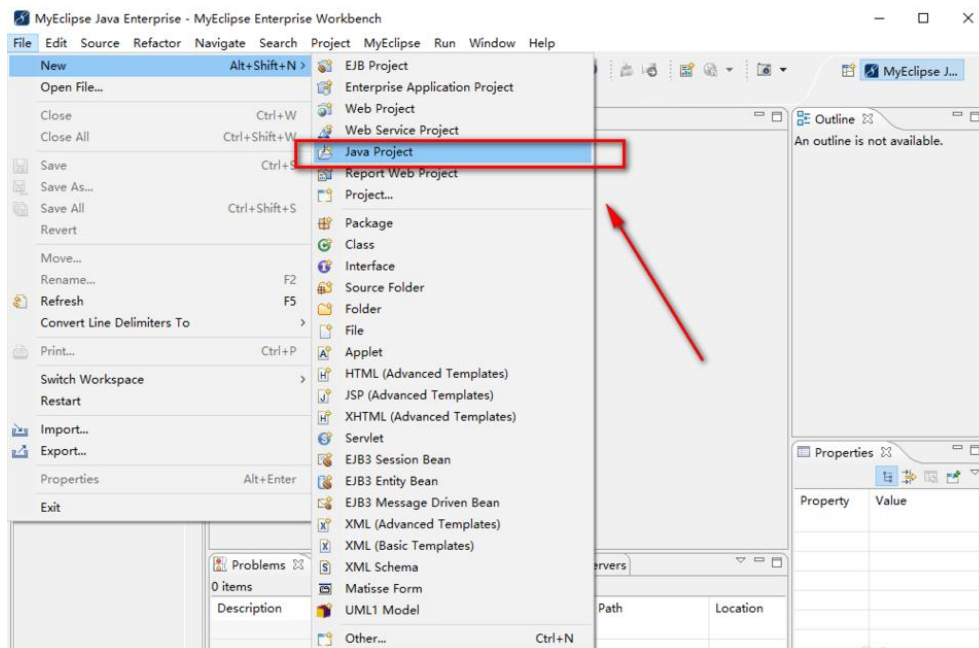 MyEclipse Java Enterprise - MyEclipse Enterprise Workbench
File Edit Source Refactor Navigate Search Project MyEclipse Run Window Help
New Alt+Shift+N >
Open File...
Close Ctrl+W
Close All Ctrl+Shift+W
Save Ctrl+S
Save As...
Save All Ctrl+Shift+S
Revert
Move...
Rename... F2
Refresh F5
Convert Line Delimiters To >
Print... Ctrl+P
Switch Workspace >
Restart
Import...
Export...
Properties Alt+Enter
Exit
EJB Project
Enterprise Application Project
Web Project
Web Service Project
Java Project
Report Web Project
Project...
Package
Class
Interface
Source Folder
Folder
File
Applet
HTML (Advanced Templates)
JSP (Advanced Templates)
XHTML (Advanced Templates)
Servlet
EJB3 Session Bean
EJB3 Entity Bean
EJB3 Message Driven Bean
XML (Advanced Templates)
XML (Basic Templates)
XML Schema
Matisse Form
UML1 Model
Other... Ctrl+N
MyEclipse J...
Outline
An outline is not available.
Properties
Property Value
Problems
ervers
0 items
Description Path Location